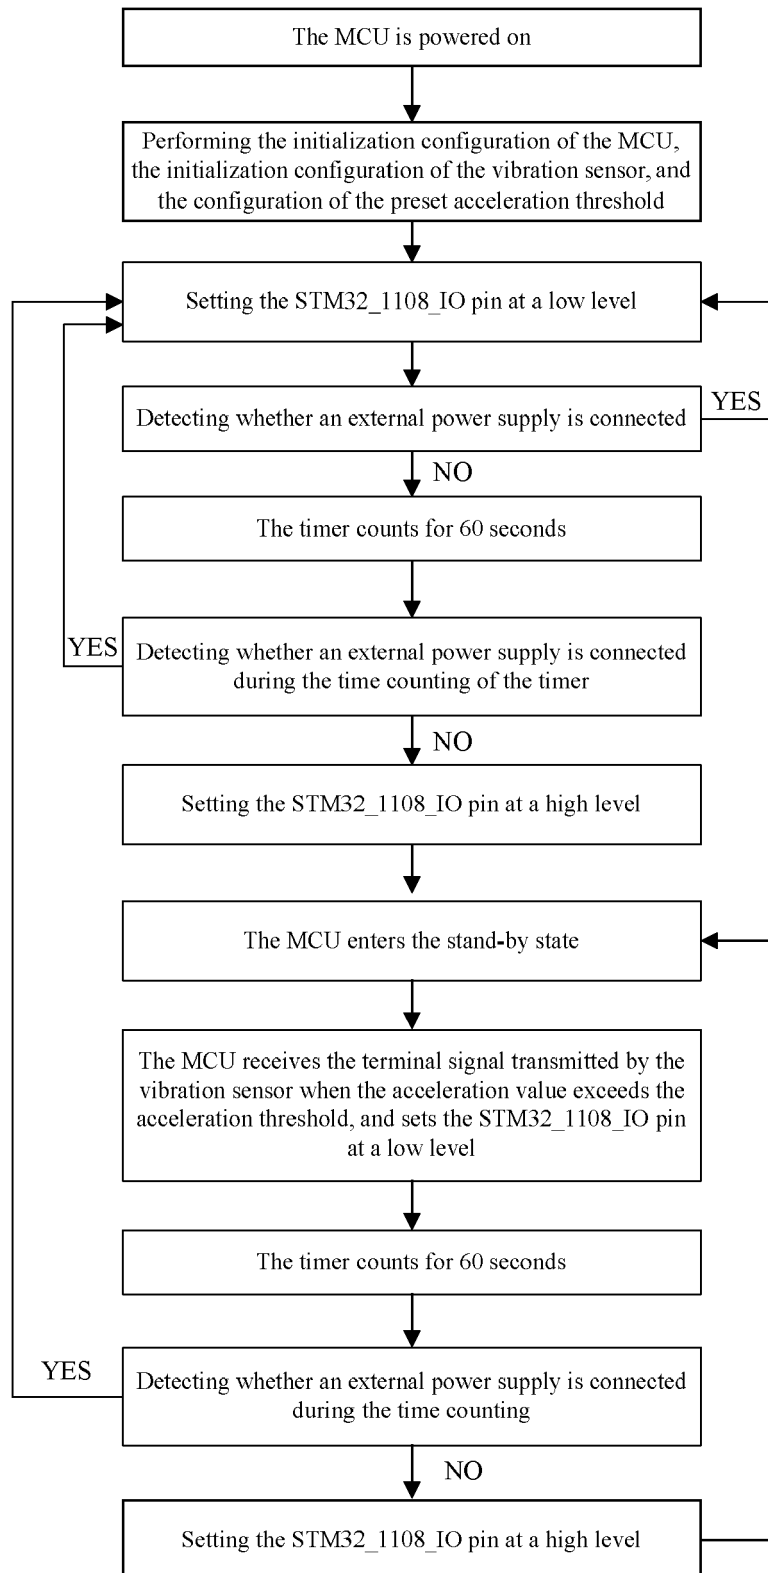 The MCU is powered on
Performing the initialization configuration of the MCU,
the initialization configuration of the vibration sensor, and
the configuration of the preset acceleration threshold
Setting the STM32_1108_IO pin at a low level
Detecting whether an external power supply is connected
YES
NO
The timer counts for 60 seconds
YES
Detecting whether an external power supply is connected
during the time counting of the timer
NO
Setting the STM32_1108_IO pin at a high level
The MCU enters the stand-by state
The MCU receives the terminal signal transmitted by the
vibration sensor when the acceleration value exceeds the
acceleration threshold, and sets the STM32_1108_IO pin
at a low level
The timer counts for 60 seconds
YES
Detecting whether an external power supply is connected
during the time counting
NO
Setting the STM32_1108_IO pin at a high level